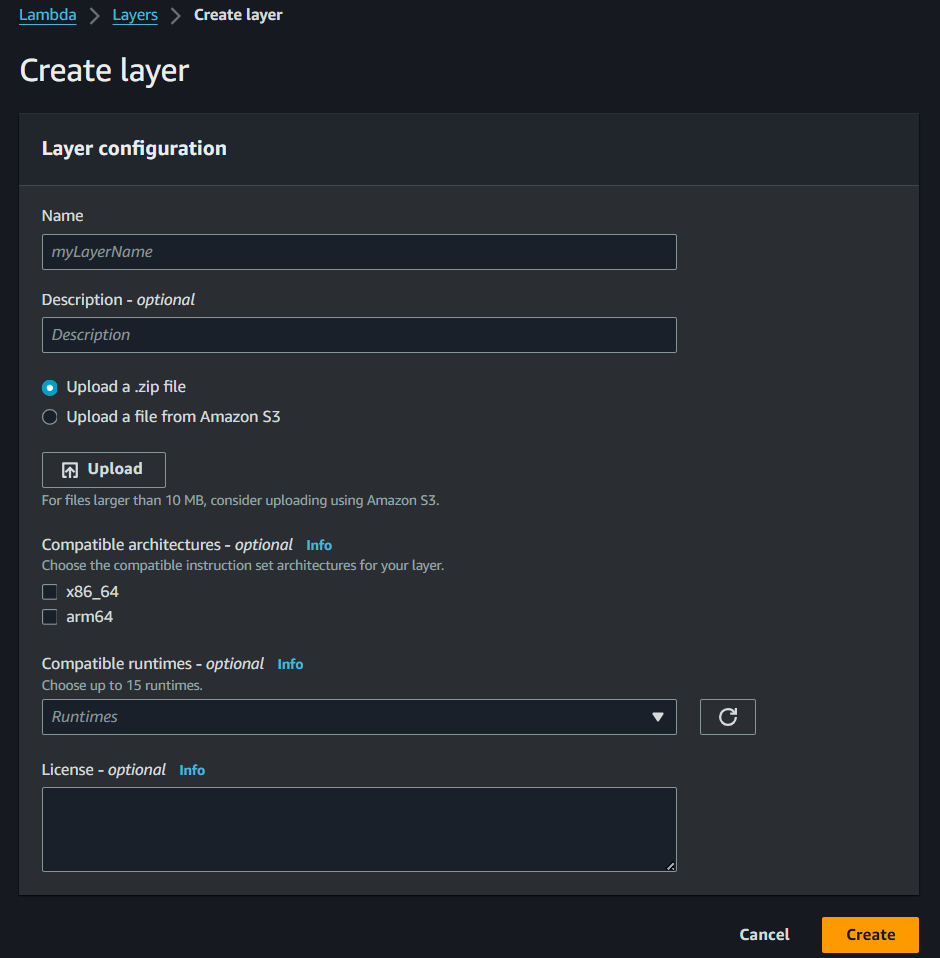 Lambda > Layers > Create layer
Create layer
Layer configuration
Name
myLayerName
Description - optional
Description
Upload a .zip file
Upload a file from Amazon S3
Upload
For files larger than 10 MB, consider uploading using Amazon S3.
Compatible architectures - optional Info
Choose the compatible instruction set architectures for your layer.
x86_64
arm64
Compatible runtimes - optional Info
Choose up to 15 runtimes.
Runtimes
License - optional Info
Cancel Create